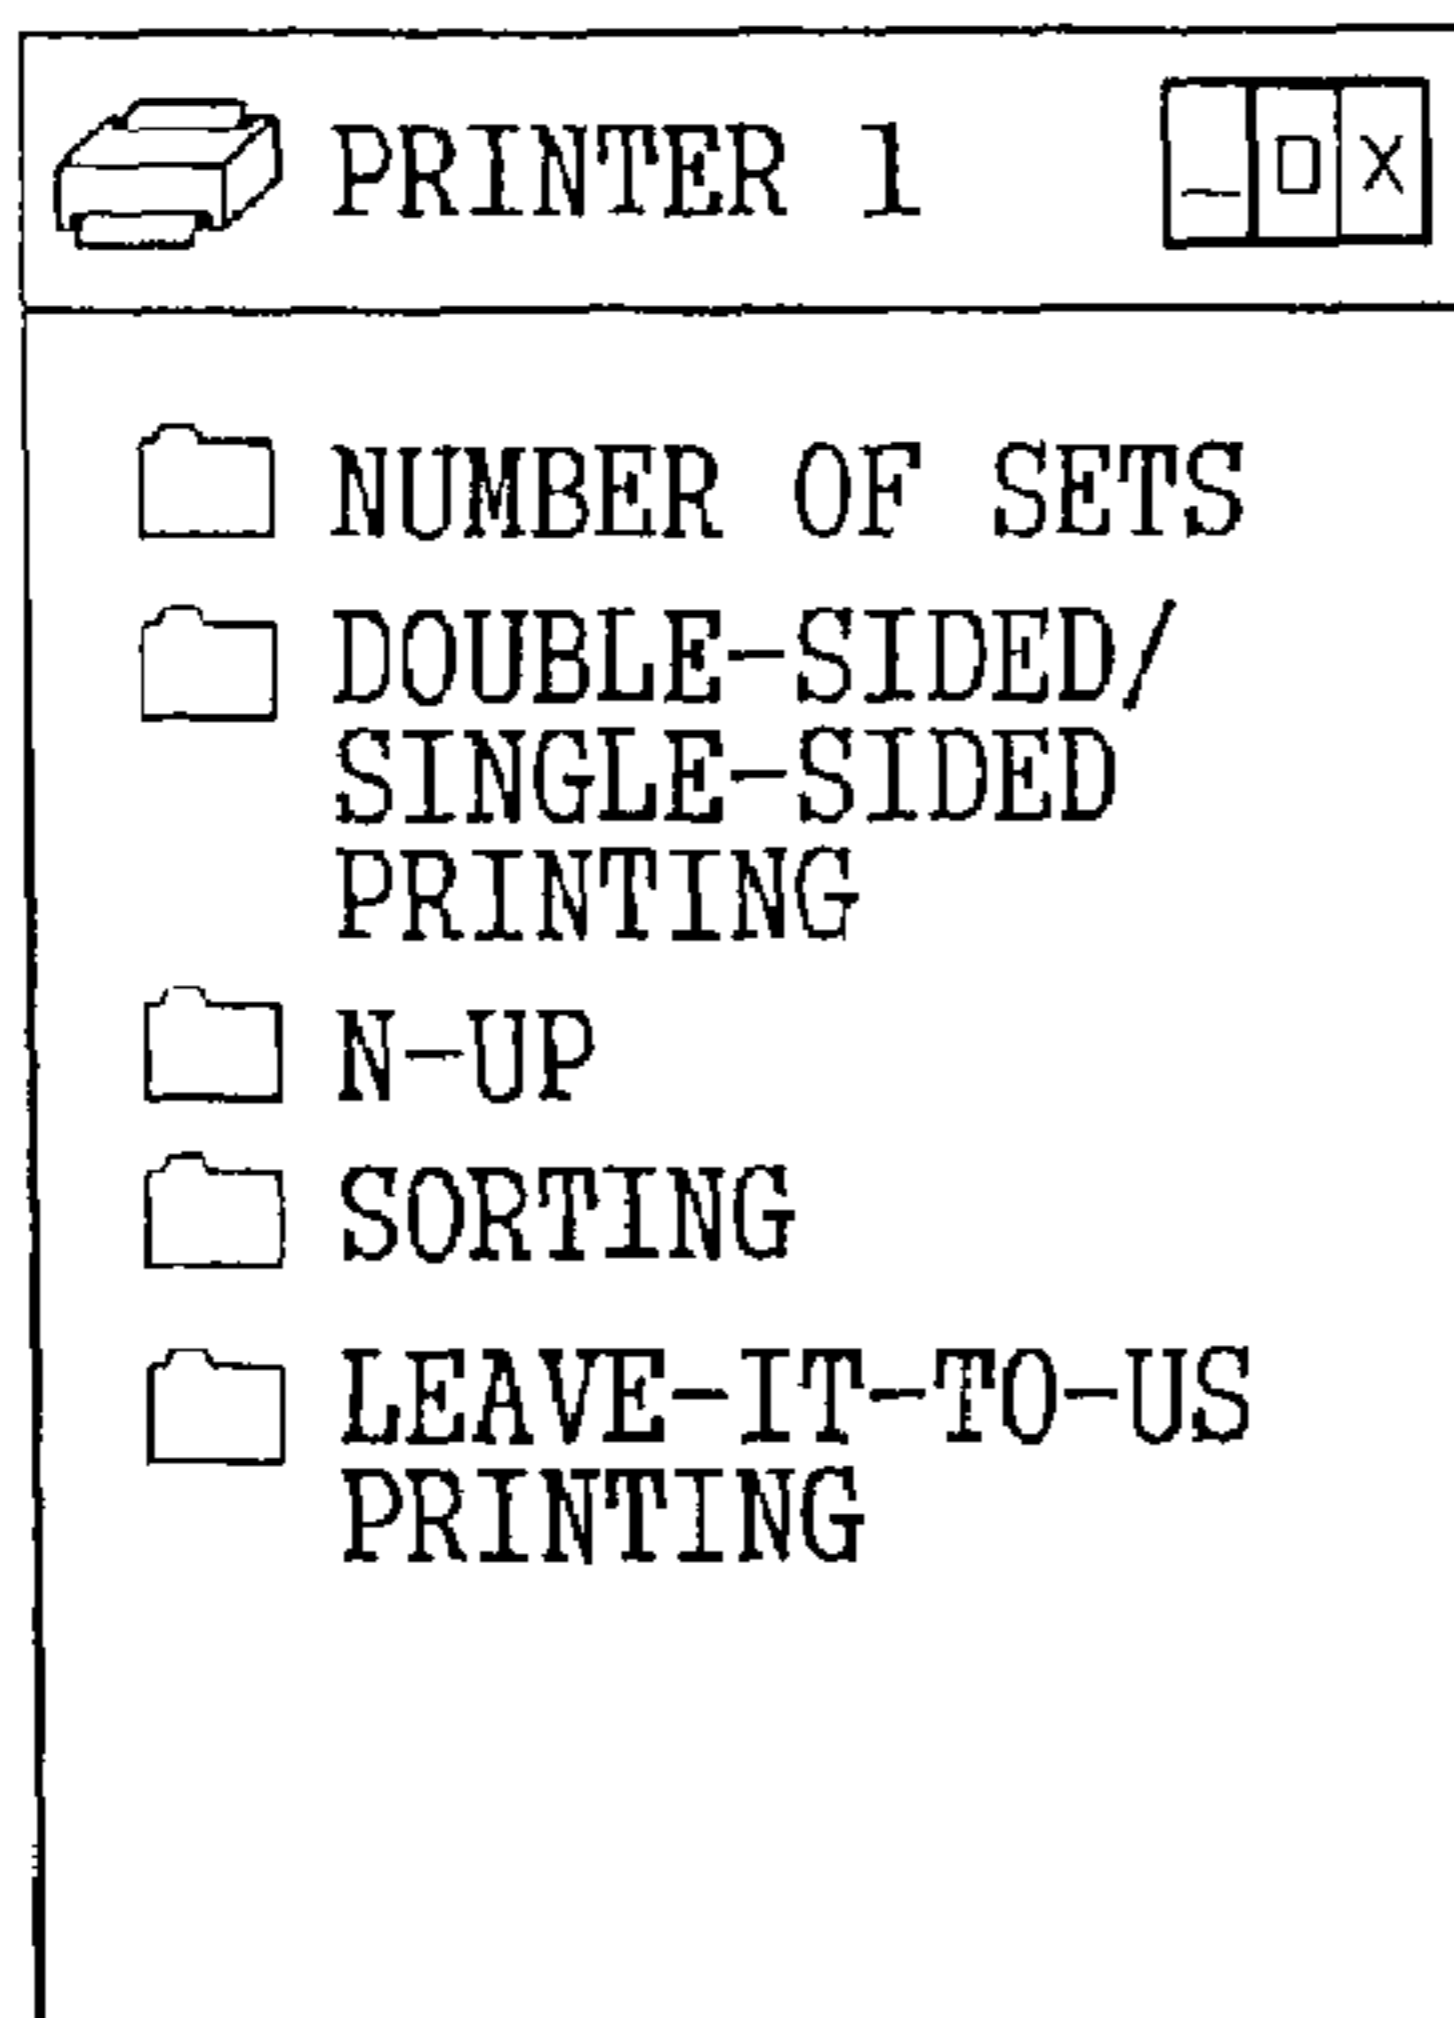 PRINTER 1
NUMBER OF SETS
DOUBLE-SIDED/
SINGLE-SIDED
PRINTING
N-UP
SORTING
LEAVE-IT-TO-US
PRINTING